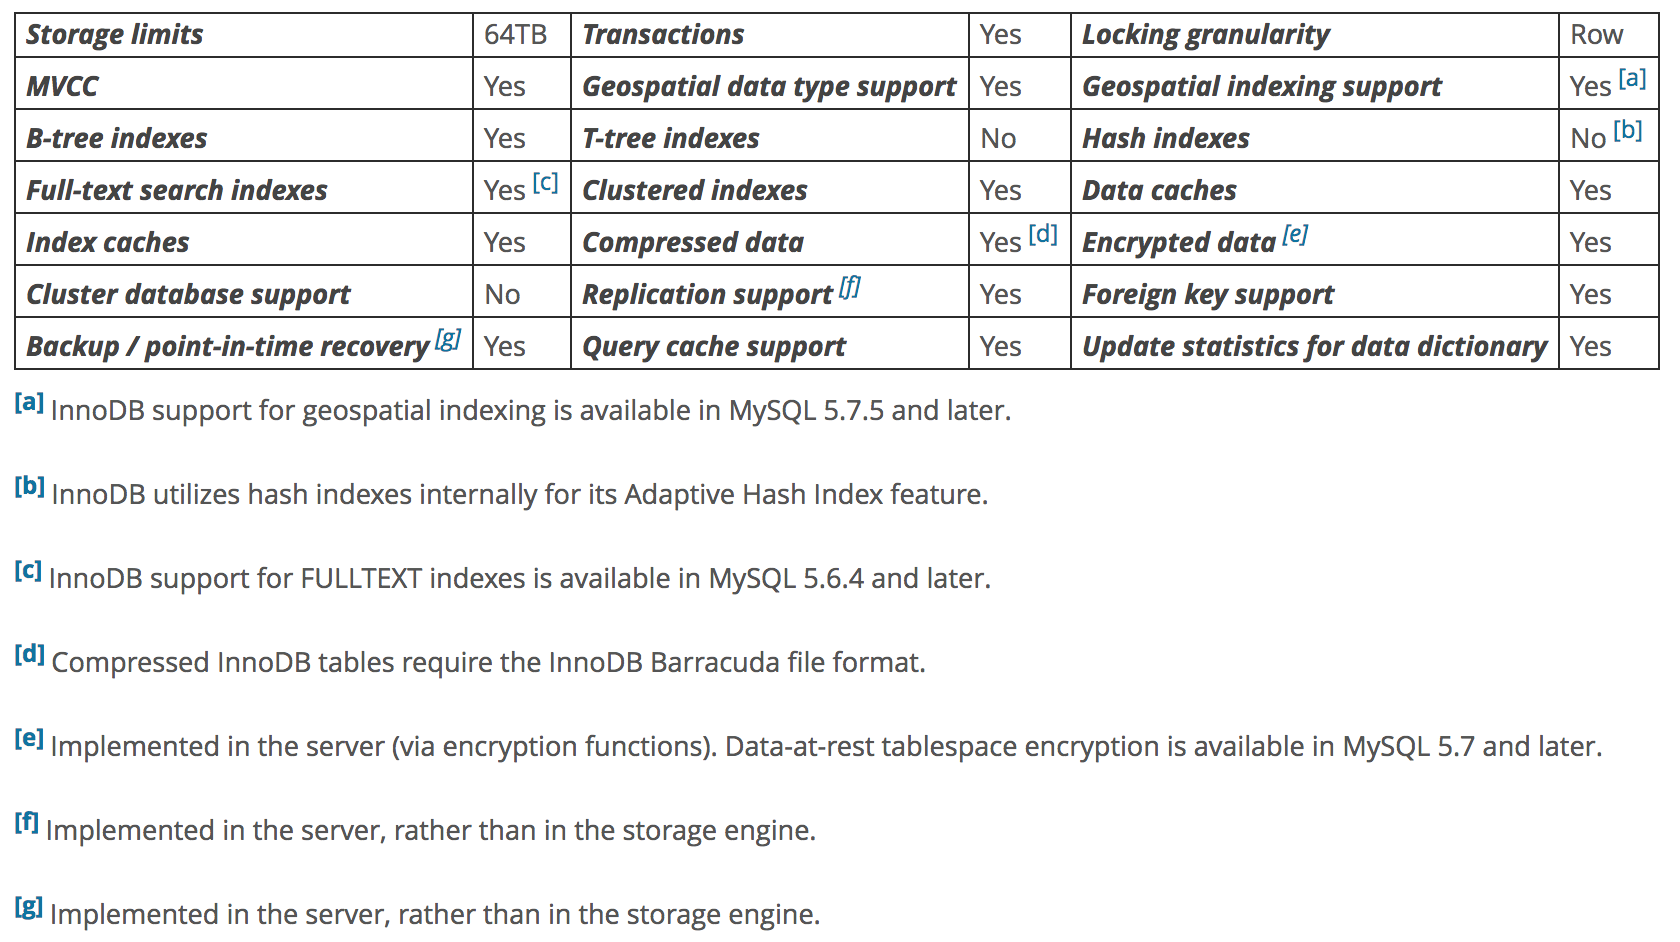 Storage limits 64TB Transactions Yes Locking granularity Row
MVCC Yes Geospatial data type support Yes Geospatial indexing support Yes [a]
B-tree indexes Yes T-tree indexes No Hash indexes No [b]
Full-text search indexes Yes [c] Clustered indexes Yes Data caches Yes
Index caches Yes Compressed data Yes [d] Encrypted data [e] Yes
Cluster database support No Replication support [f] Yes Foreign key support Yes
Backup / point-in-time recovery [g] Yes Query cache support Yes Update statistics for data dictionary Yes
[a] InnoDB support for geospatial indexing is available in MySQL 5.7.5 and later.
[b] InnoDB utilizes hash indexes internally for its Adaptive Hash Index feature.
[c] InnoDB support for FULLTEXT indexes is available in MySQL 5.6.4 and later.
[d] Compressed InnoDB tables require the InnoDB Barracuda file format.
[e] Implemented in the server (via encryption functions). Data-at-rest tablespace encryption is available in MySQL 5.7 and later.
[f] Implemented in the server, rather than in the storage engine.
[g] Implemented in the server, rather than in the storage engine.